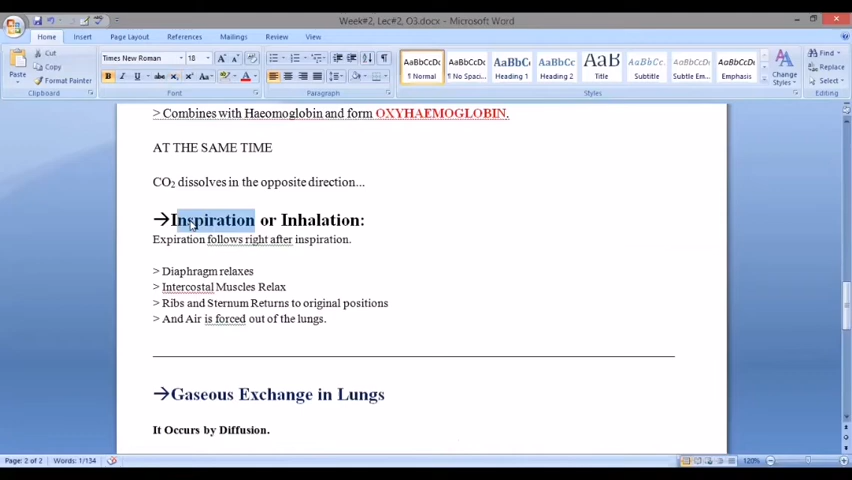 Week#2, Lec#2, O3.docx - Microsoft Word
Home Insert Page Layout References Mailings Review View
Paste
Cut
Copy
Format Painter
Clipboard
Times New Roman 18
Font
Paragraph
AaBbCcDc AaBbCcDc AaBbCc AaBbCc AaB AaBbCc AaBbCcDc AaBbCcDc
¶ Normal ¶ No Spaci... Heading 1 Heading 2 Title Subtitle Subtle Em... Emphasis
Change Styles
Styles
Find
Replace
Select
Editing
> Combines with Haeomoglobin and form OXYHAEMOGLOBIN.
AT THE SAME TIME
CO₂ dissolves in the opposite direction...
→Inspiration or Inhalation:
Expiration follows right after inspiration.
> Diaphragm relaxes
> Intercostal Muscles Relax
> Ribs and Sternum Returns to original positions
> And Air is forced out of the lungs.
→Gaseous Exchange in Lungs
It Occurs by Diffusion.
Page: 2 of 2 Words: 1/134 120%